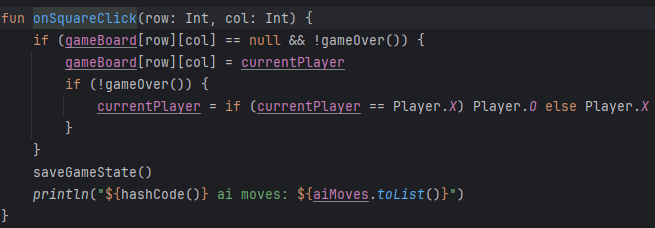 fun onSquareClick(row: Int, col: Int) {
    if (gameBoard[row][col] == null && !gameOver()) {
        gameBoard[row][col] = currentPlayer
        if (!gameOver()) {
            currentPlayer = if (currentPlayer == Player.X) Player.O else Player.X
        }
    }
    saveGameState()
    println("${hashCode()} ai moves: ${aiMoves.toList()}")
}